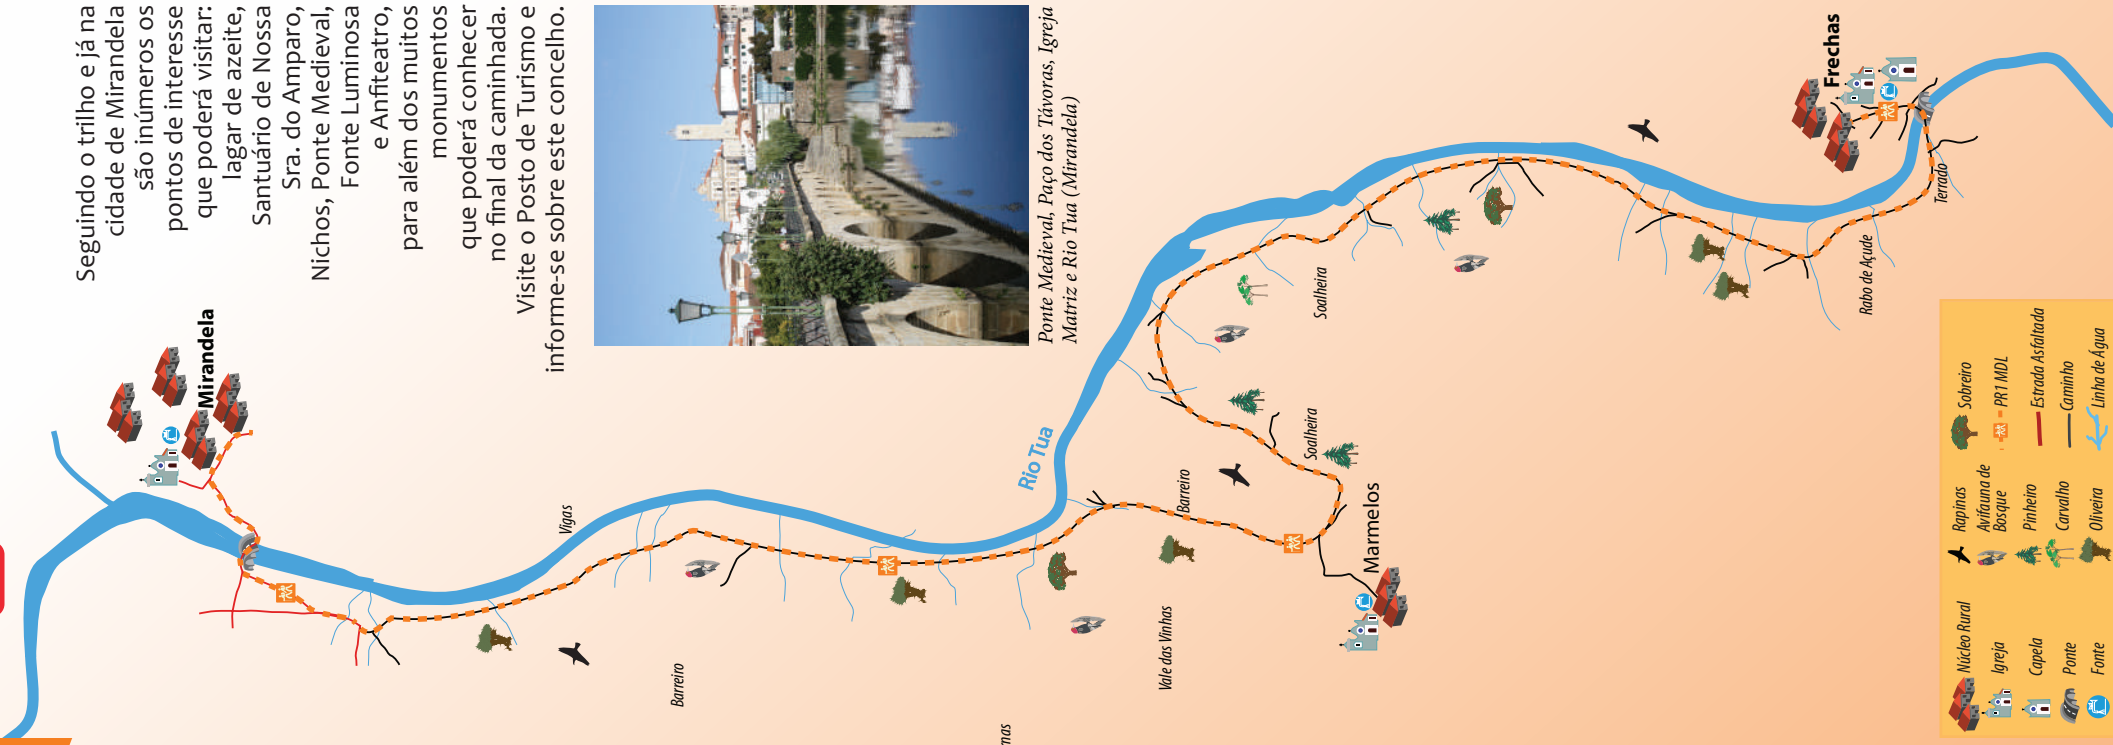 Seguindo o trilho e já na
cidade de Mirandela
são inúmeros os
pontos de interesse
que poderá visitar:
lagar de azeite,
Santuário de Nossa
Sra. do Amparo,
Nichos, Ponte Medieval,
Fonte Luminosa
e Anfiteatro,
para além dos muitos
monumentos
que poderá conhecer
no final da caminhada.
Visite o Posto de Turismo e
informe-se sobre este concelho.
Ponte Medieval, Paço dos Távoras, Igreja
Matriz e Rio Tua (Mirandela)
Mirandela
Vigas
Barreiro
Rio Tua
Barreiro
Vale das Vinhas
Marmelos
Soalheira
Soalheira
Rabo de Açude
Terrado
Frechas
Núcleo Rural
Igreja
Capela
Ponte
Fonte
Rapinas
Avifauna de
Bosque
Pinheiro
Carvalho
Oliveira
Sobreiro
PR1 MDL
Estrada Asfaltada
Caminho
Linha de Água